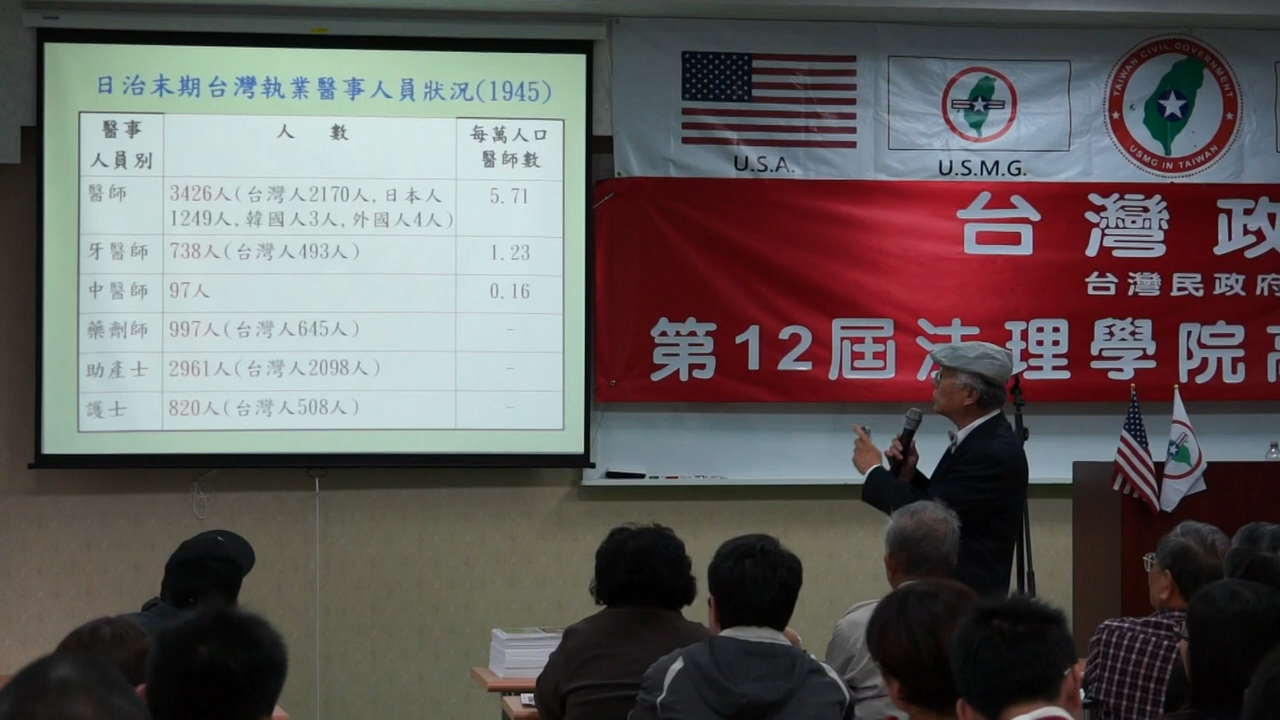 日治末期台灣執業醫事人員狀況(1945)
醫事
人員別
人 數
每萬人口
醫師數
醫師
3426人(台灣人2170人,日本人
1249人,韓國人3人,外國人4人)
5.71
牙醫師
738人(台灣人493人)
1.23
中醫師
97人
0.16
藥劑師
997人(台灣人645人)
-
助產士
2961人(台灣人2098人)
-
護士
820人(台灣人508人)
-
U.S.A.
U.S.M.G.
TAIWAN CIVIL GOVERNMENT
USMG IN TAIWAN
台灣政
台灣民政府
第12屆法理學院高